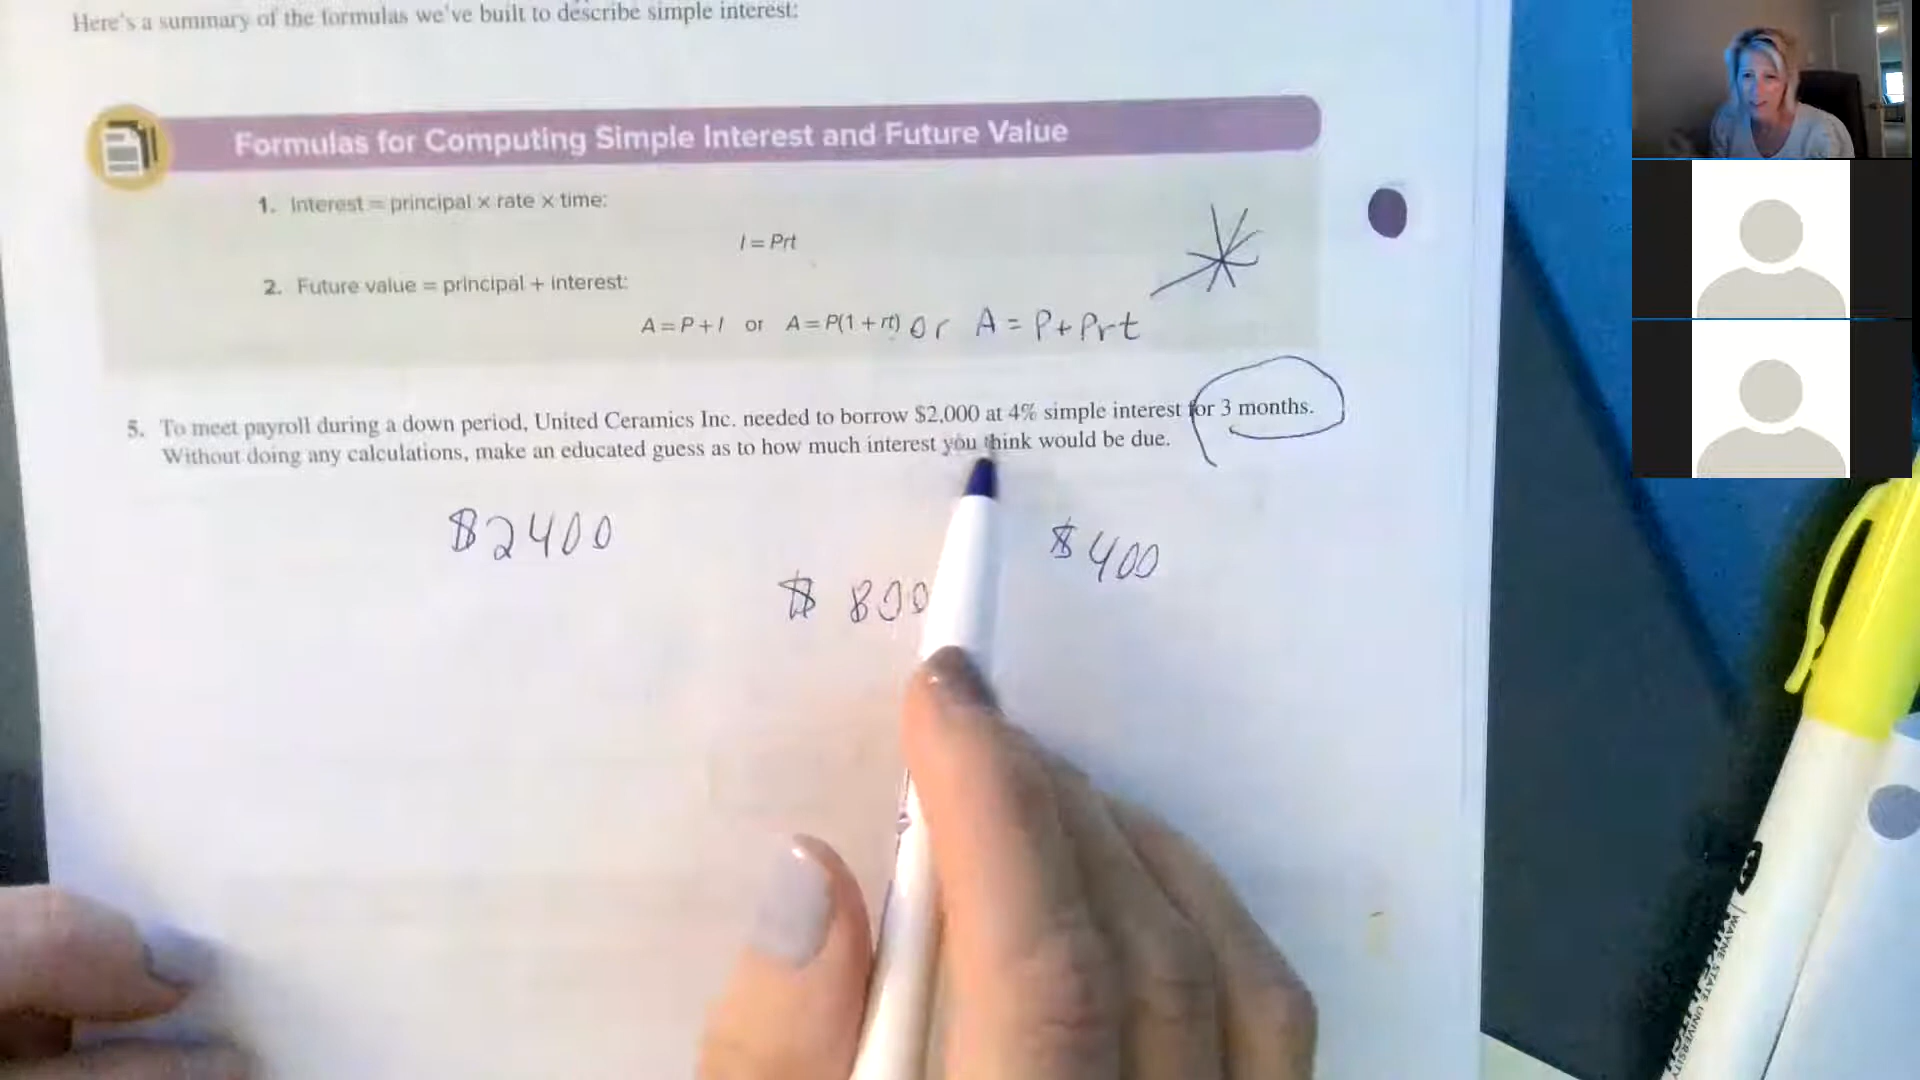 Here's a summary of the formulas we've built to describe simple interest:
Formulas for Computing Simple Interest and Future Value
1. Interest = principal × rate × time:
I = Prt
2. Future value = principal + interest:
A = P + I or A = P(1 + rt) or A = P + Prt
5. To meet payroll during a down period, United Ceramics Inc. needed to borrow $2,000 at 4% simple interest for 3 months.
Without doing any calculations, make an educated guess as to how much interest you think would be due.
$2400
$400
$ 800
WAYNE STATE UNIVERSITY